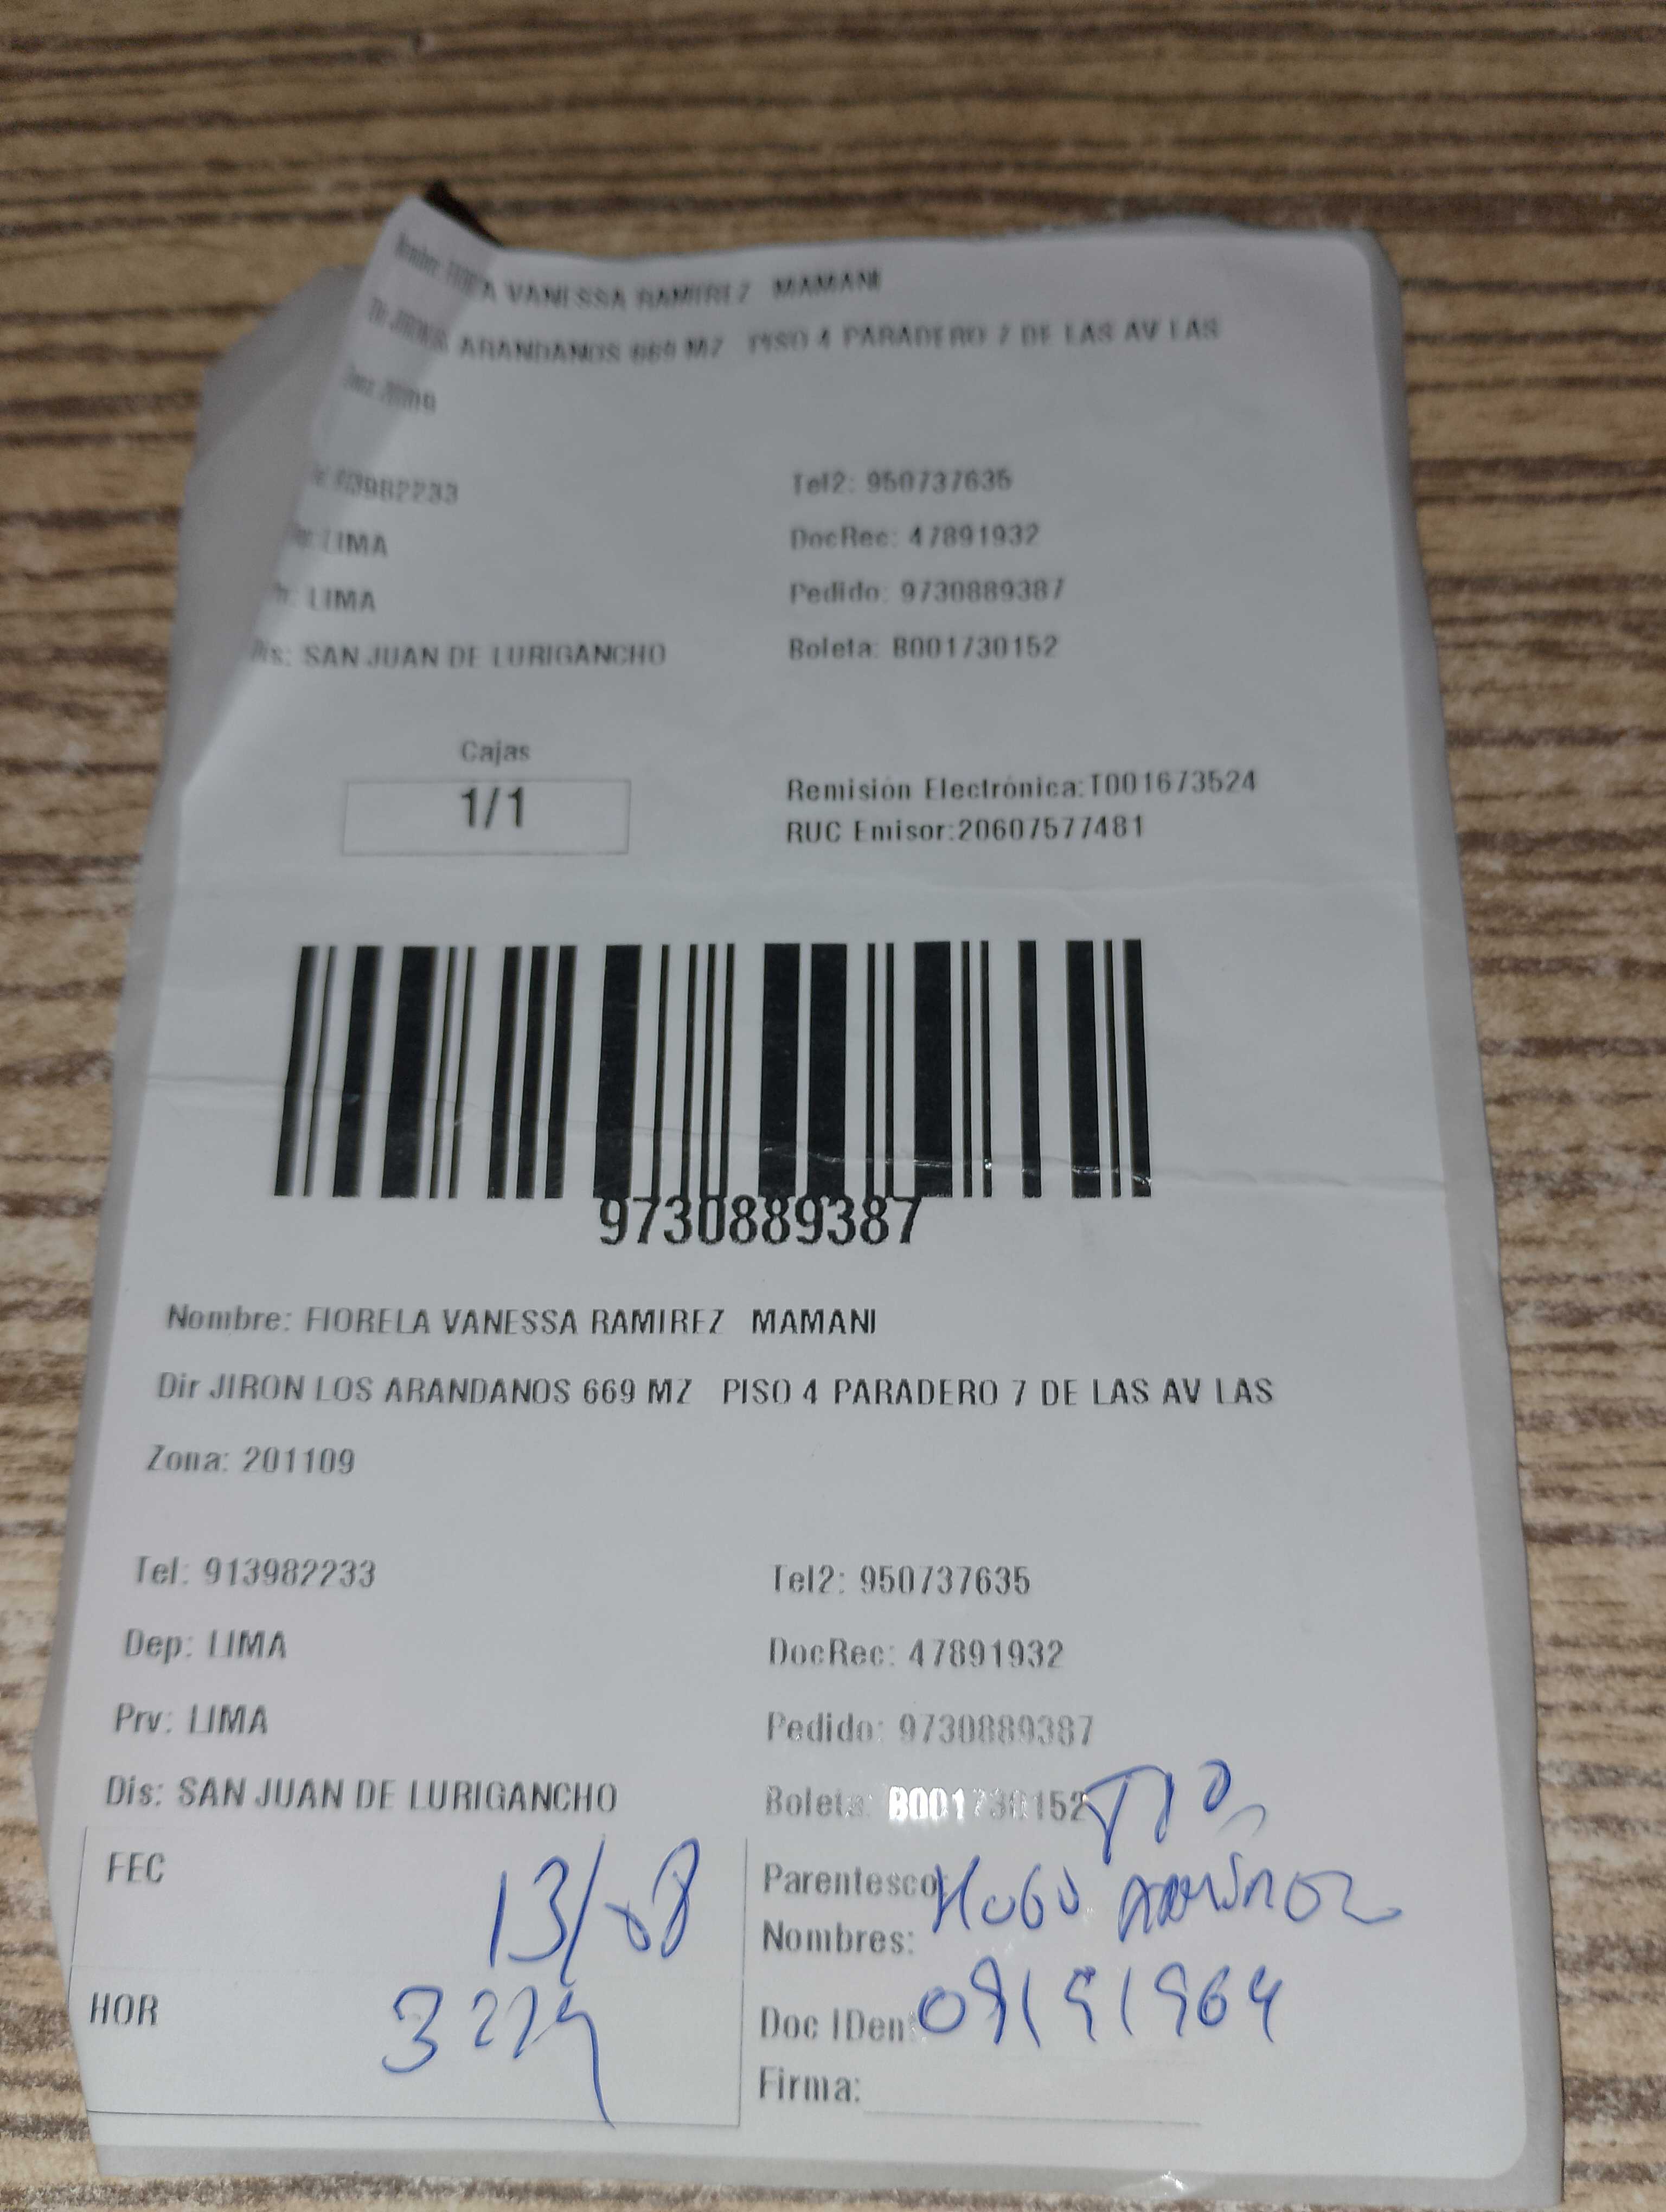 VANESSA RAMIREZ MAMANI
ARANDANOS 669 MZ PISO 4 PARADERO 7 DE LAS AV LAS
13982233 Tel2: 950737635
LIMA DocRec: 47891932
LIMA Pedido: 9730889387
Dis: SAN JUAN DE LURIGANCHO Boleta: B001730152
Cajas
1/1
Remisión Electrónica:T001673524
RUC Emisor:20607577481
9730889387
Nombre: FIORELA VANESSA RAMIREZ MAMANI
Dir JIRON LOS ARANDANOS 669 MZ PISO 4 PARADERO 7 DE LAS AV LAS
Zona: 201109
Tel: 913982233 Tel2: 950737635
Dep: LIMA DocRec: 47891932
Prv: LIMA Pedido: 9730889387
Dis: SAN JUAN DE LURIGANCHO Boleta: B001730152
TIO
FEC 13/08 Parentesco:
Nombres: HUGO
HOR Doc IDen:
Firma: